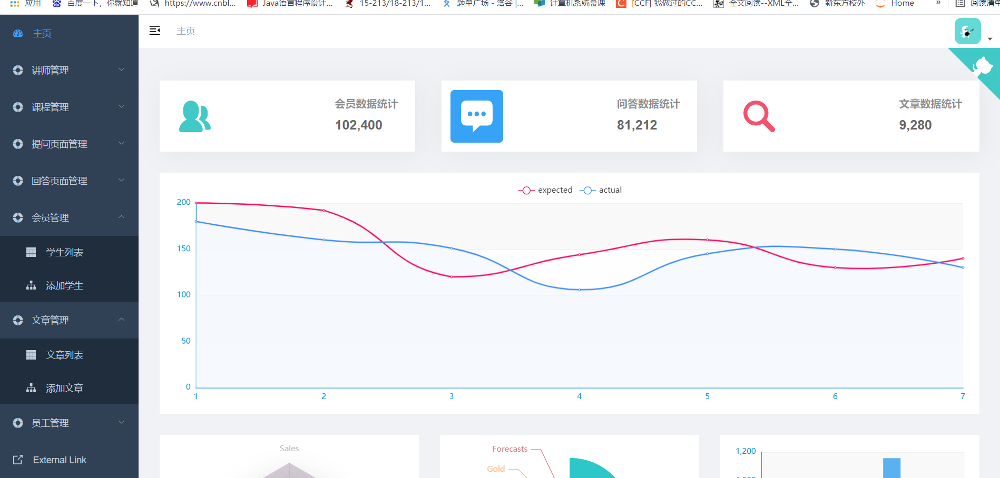 应用
百度一下，你就知道
https://www.cnbl...
Java语言程序设计...
15-213/18-213/1...
题单广场 - 洛谷 |...
计算机系统慕课
[CCF] 我做过的CC...
全文阅读--XML全...
新东方校外
Home
»
阅读清单
主页
讲师管理
课程管理
提问页面管理
回答页面管理
会员管理
学生列表
添加学生
文章管理
文章列表
添加文章
员工管理
External Link
主页
会员数据统计
102,400
问答数据统计
81,212
文章数据统计
9,280
expected
actual
200
150
100
50
0
1 2 3 4 5 6 7
Sales
Forecasts
Gold
1,200